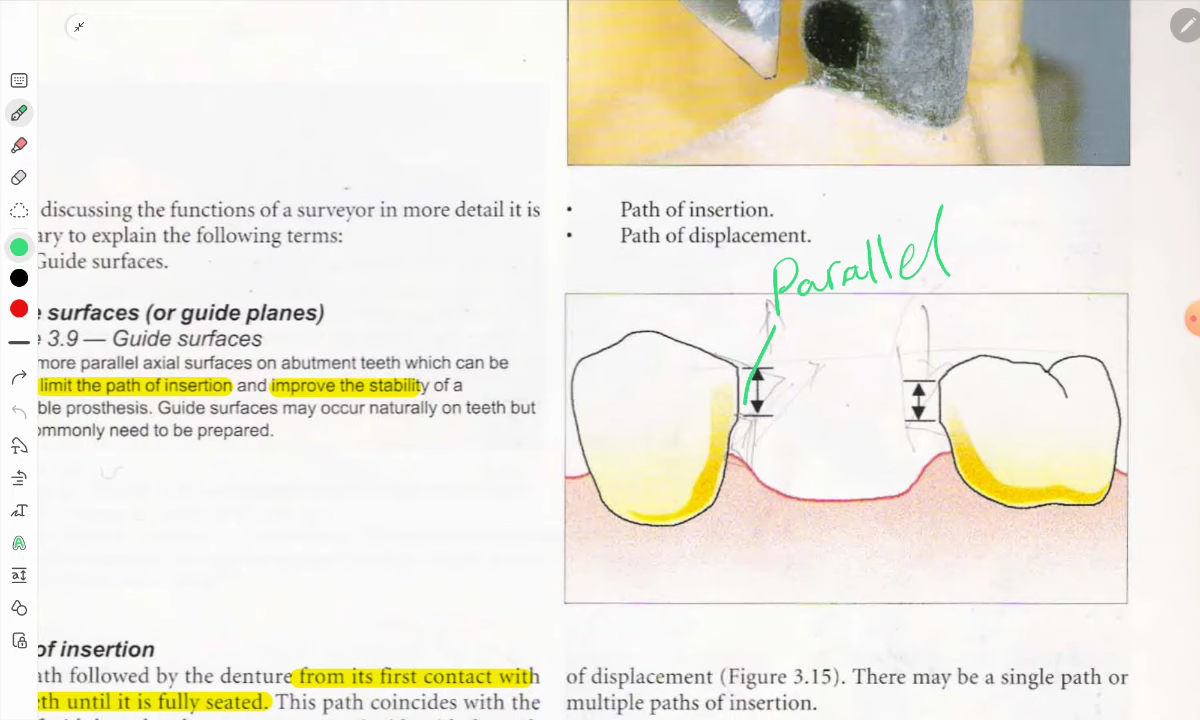 discussing the functions of a surveyor in more detail it is
to explain the following terms:
Guide surfaces.
surfaces (or guide planes)
3.9 — Guide surfaces
more parallel axial surfaces on abutment teeth which can be
limit the path of insertion and improve the stability of a
prosthesis. Guide surfaces may occur naturally on teeth but
need to be prepared.
of insertion
followed by the denture from its first contact with
until it is fully seated. This path coincides with the
• Path of insertion.
• Path of displacement.
Parallel
of displacement (Figure 3.15). There may be a single path or
multiple paths of insertion.